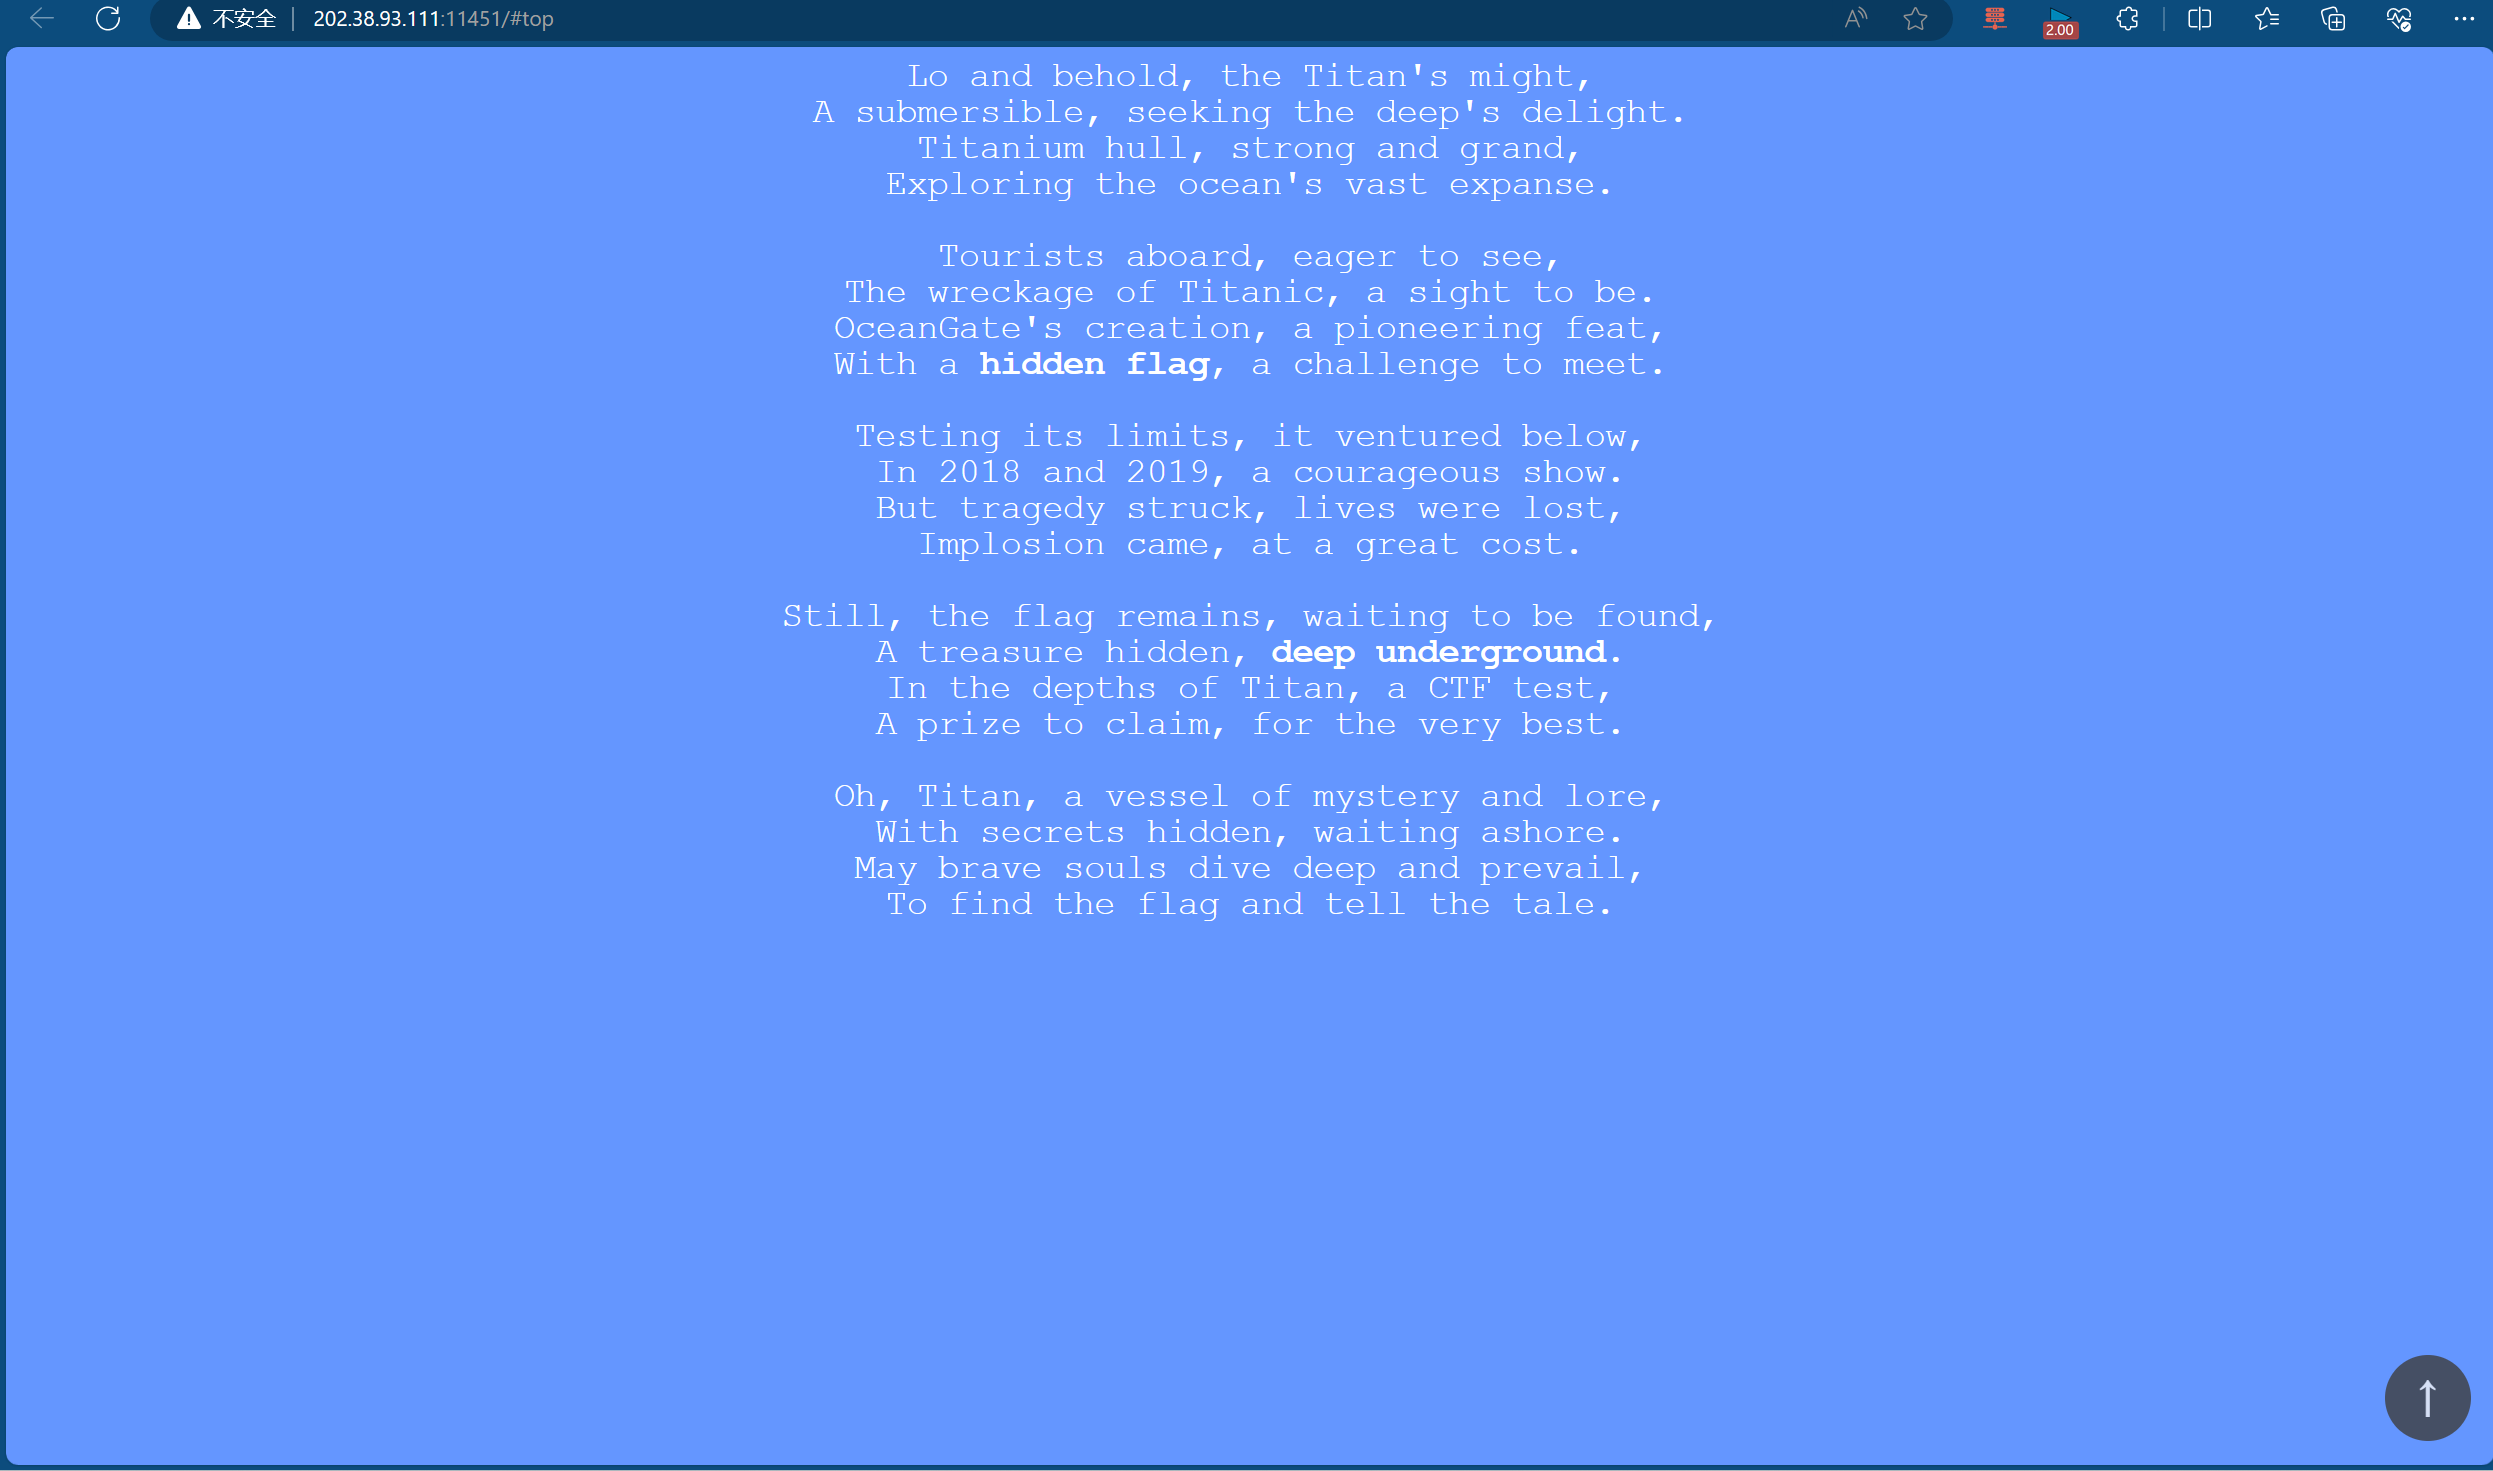 不安全 202.38.93.111:11451/#top
2.00
Lo and behold, the Titan's might,
A submersible, seeking the deep's delight.
Titanium hull, strong and grand,
Exploring the ocean's vast expanse.
Tourists aboard, eager to see,
The wreckage of Titanic, a sight to be.
OceanGate's creation, a pioneering feat,
With a hidden flag, a challenge to meet.
Testing its limits, it ventured below,
In 2018 and 2019, a courageous show.
But tragedy struck, lives were lost,
Implosion came, at a great cost.
Still, the flag remains, waiting to be found,
A treasure hidden, deep underground.
In the depths of Titan, a CTF test,
A prize to claim, for the very best.
Oh, Titan, a vessel of mystery and lore,
With secrets hidden, waiting ashore.
May brave souls dive deep and prevail,
To find the flag and tell the tale.